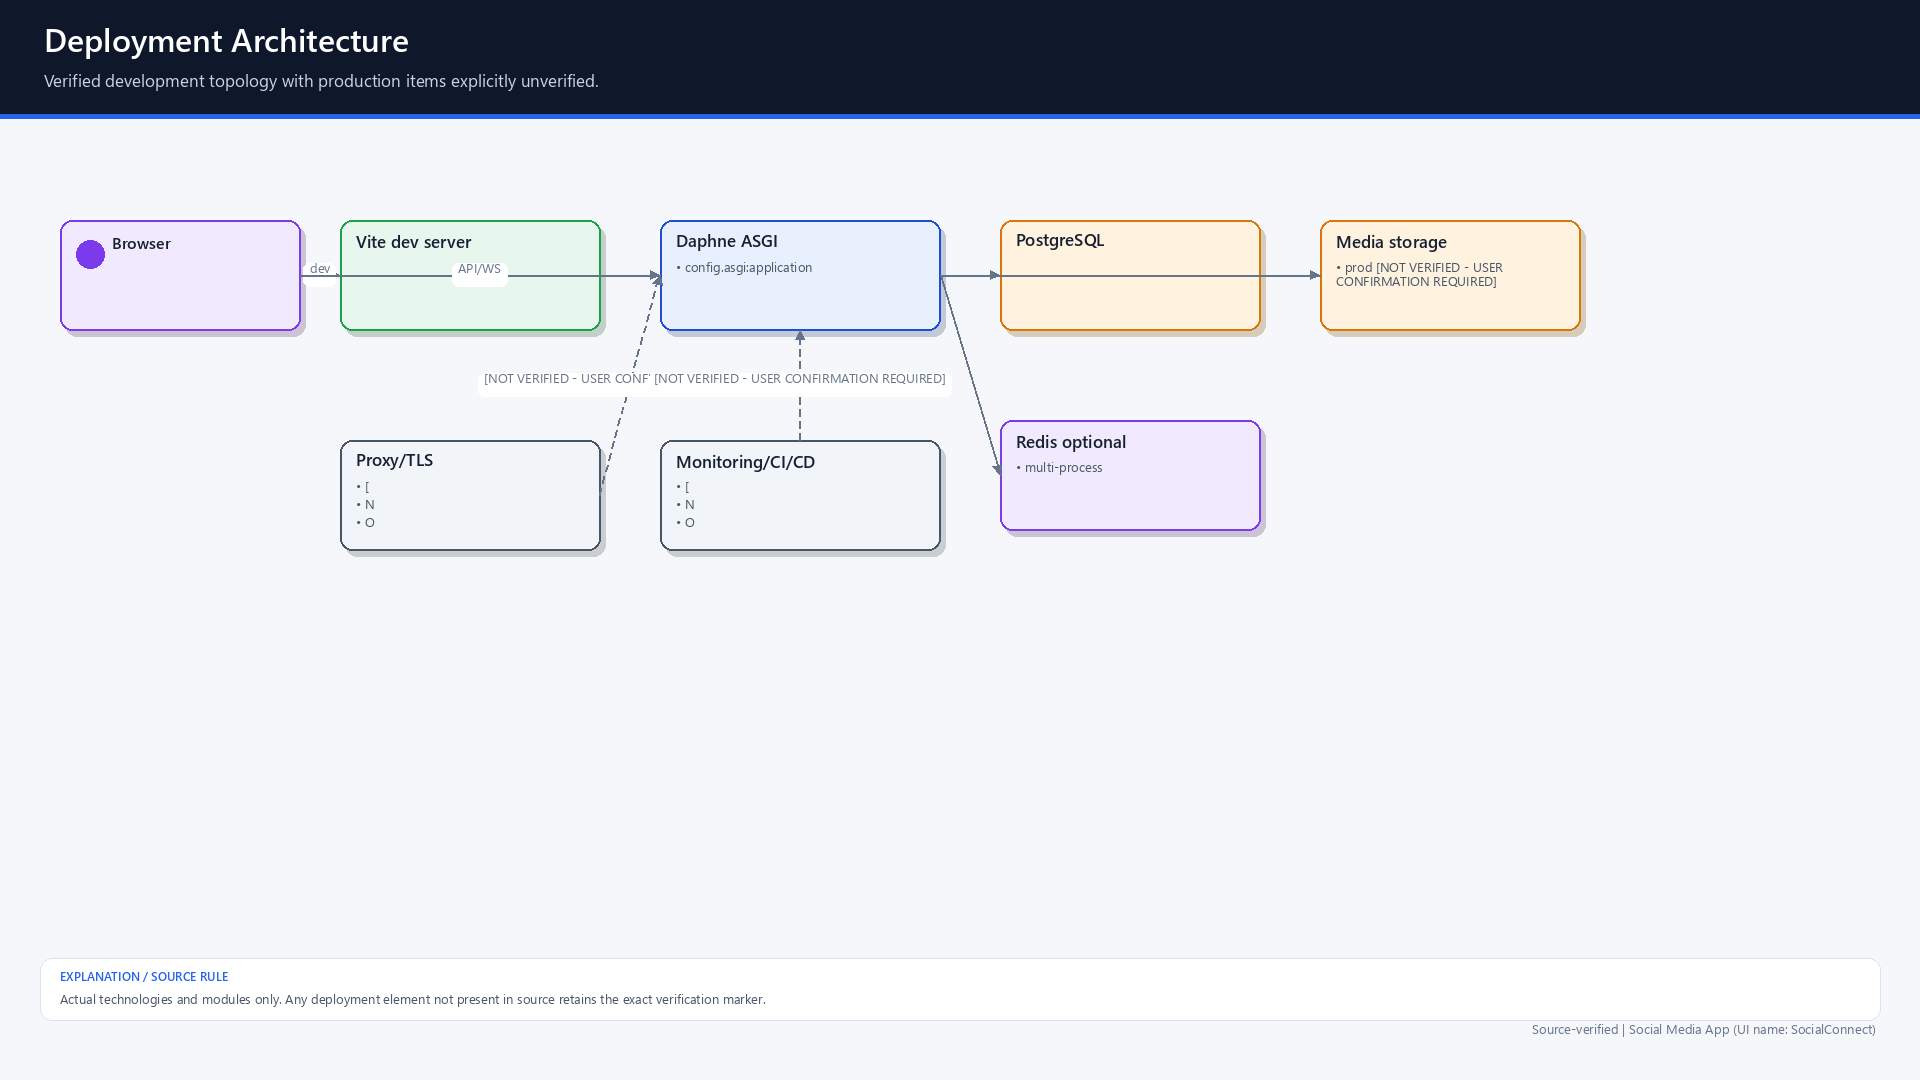 Deployment Architecture
Verified development topology with production items explicitly unverified.
Browser
dev
Vite dev server
API/WS
Daphne ASGI
• config.asgi:application
PostgreSQL
Media storage
• prod [NOT VERIFIED - USER
CONFIRMATION REQUIRED]
[NOT VERIFIED - USER CONF
[NOT VERIFIED - USER CONFIRMATION REQUIRED]
Proxy/TLS
• [
• N
• O
Monitoring/CI/CD
• [
• N
• O
Redis optional
• multi-process
EXPLANATION / SOURCE RULE
Actual technologies and modules only. Any deployment element not present in source retains the exact verification marker.
Source-verified | Social Media App (UI name: SocialConnect)